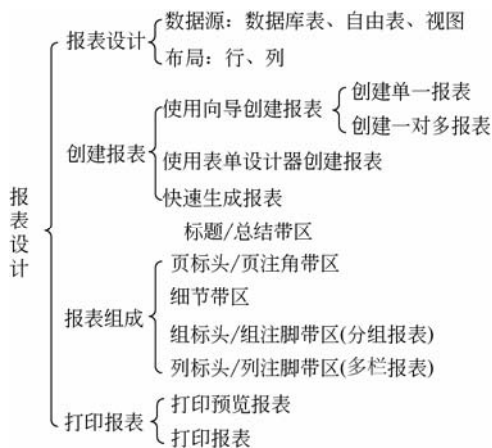 报表设计
报表设计
数据源：数据库表、自由表、视图
布局：行、列
创建报表
使用向导创建报表
创建单一报表
创建一对多报表
使用表单设计器创建报表
快速生成报表
报表组成
标题/总结带区
页标头/页注角带区
细节带区
组标头/组注脚带区(分组报表)
列标头/列注脚带区(多栏报表)
打印报表
打印预览报表
打印报表